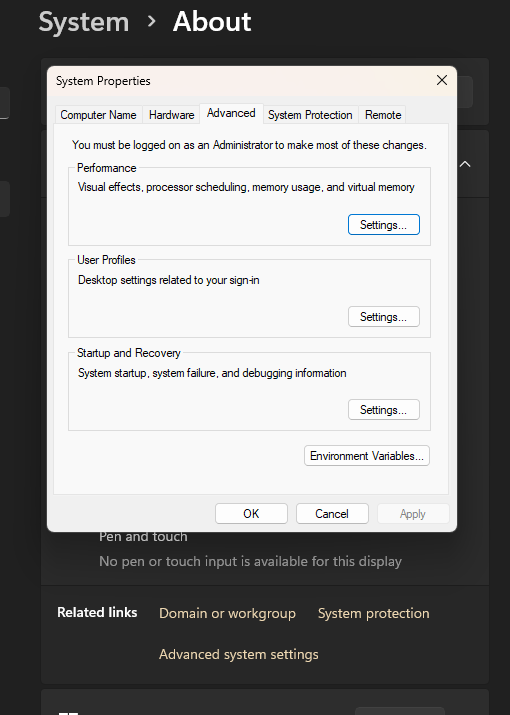 System > About
System Properties
Computer Name Hardware Advanced System Protection Remote
You must be logged on as an Administrator to make most of these changes.
Performance
Visual effects, processor scheduling, memory usage, and virtual memory
Settings...
User Profiles
Desktop settings related to your sign-in
Settings...
Startup and Recovery
System startup, system failure, and debugging information
Settings...
Environment Variables...
OK Cancel Apply
Pen and touch
No pen or touch input is available for this display
Related links Domain or workgroup System protection
Advanced system settings